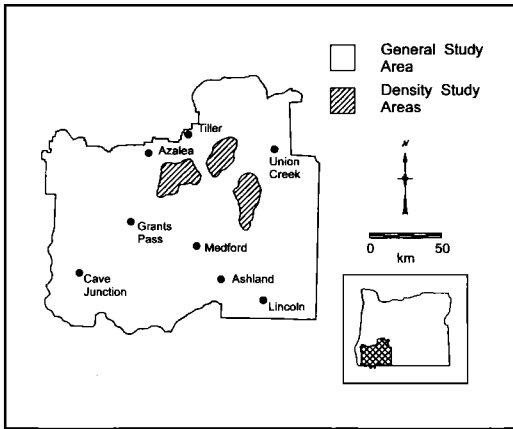 General Study
Area
Density Study
Areas
Tiller
Azalea
Union
Creek
N
Grants
Pass
Medford
0 50
km
Cave
Junction
Ashland
Lincoln